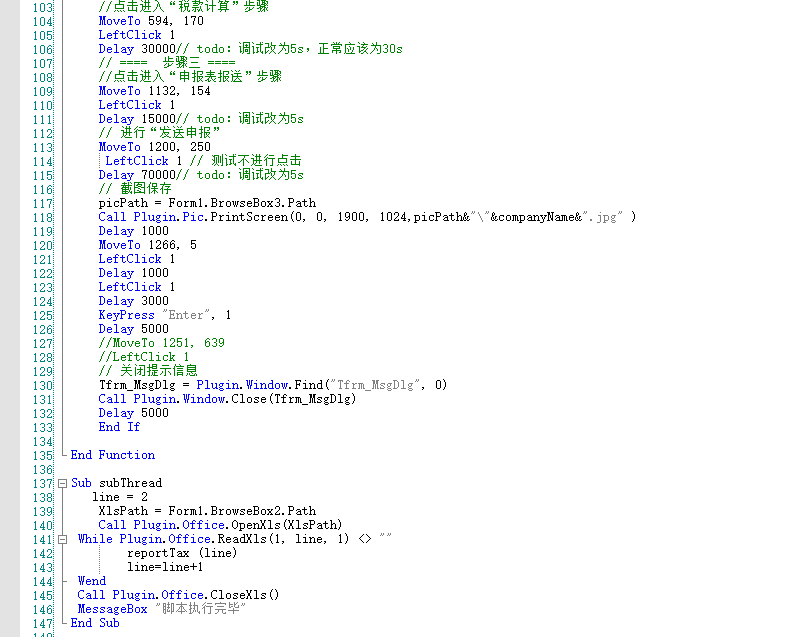 103 //点击进入“税款计算”步骤
104 MoveTo 594, 170
105 LeftClick 1
106 Delay 30000// todo：调试改为5s，正常应该为30s
107 // ==== 步骤三 ====
108 //点击进入“申报表报送”步骤
109 MoveTo 1132, 154
110 LeftClick 1
111 Delay 15000// todo：调试改为5s
112 // 进行“发送申报”
113 MoveTo 1200, 250
114 LeftClick 1 // 测试不进行点击
115 Delay 70000// todo：调试改为5s
116 // 截图保存
117 picPath = Form1.BrowseBox3.Path
118 Call Plugin.Pic.PrintScreen(0, 0, 1900, 1024,picPath&"\"&companyName&".jpg" )
119 Delay 1000
120 MoveTo 1266, 5
121 LeftClick 1
122 Delay 1000
123 LeftClick 1
124 Delay 3000
125 KeyPress "Enter", 1
126 Delay 5000
127 //MoveTo 1251, 639
128 //LeftClick 1
129 // 关闭提示信息
130 Tfrm_MsgDlg = Plugin.Window.Find("Tfrm_MsgDlg", 0)
131 Call Plugin.Window.Close(Tfrm_MsgDlg)
132 Delay 5000
133 End If
134
135 End Function
136
137 Sub subThread
138 line = 2
139 XlsPath = Form1.BrowseBox2.Path
140 Call Plugin.Office.OpenXls(XlsPath)
141 While Plugin.Office.ReadXls(1, line, 1) <> ""
142 reportTax (line)
143 line=line+1
144 Wend
145 Call Plugin.Office.CloseXls()
146 MessageBox "脚本执行完毕"
147 End Sub